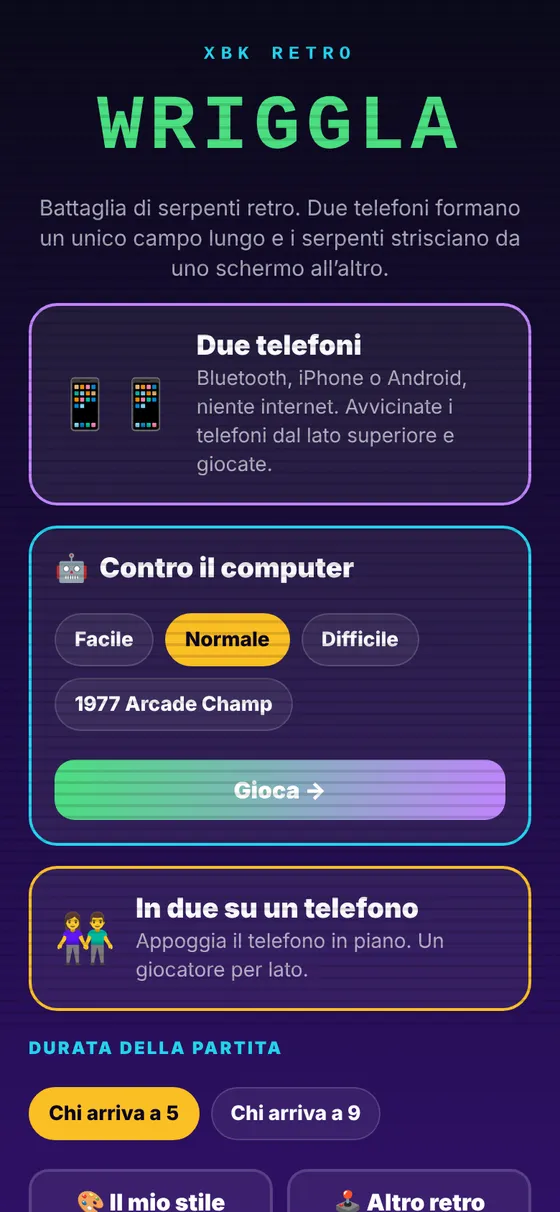 XBK RETRO
WRIGGLA
Battaglia di serpenti retro. Due telefoni formano
un unico campo lungo e i serpenti strisciano da
uno schermo all’altro.
Due telefoni
Bluetooth, iPhone o Android,
niente internet. Avvicinate i
telefoni dal lato superiore e
giocate.
Contro il computer
Facile
Normale
Difficile
1977 Arcade Champ
Gioca →
In due su un telefono
Appoggia il telefono in piano. Un
giocatore per lato.
DURATA DELLA PARTITA
Chi arriva a 5
Chi arriva a 9
Il mio stile
Altro retro